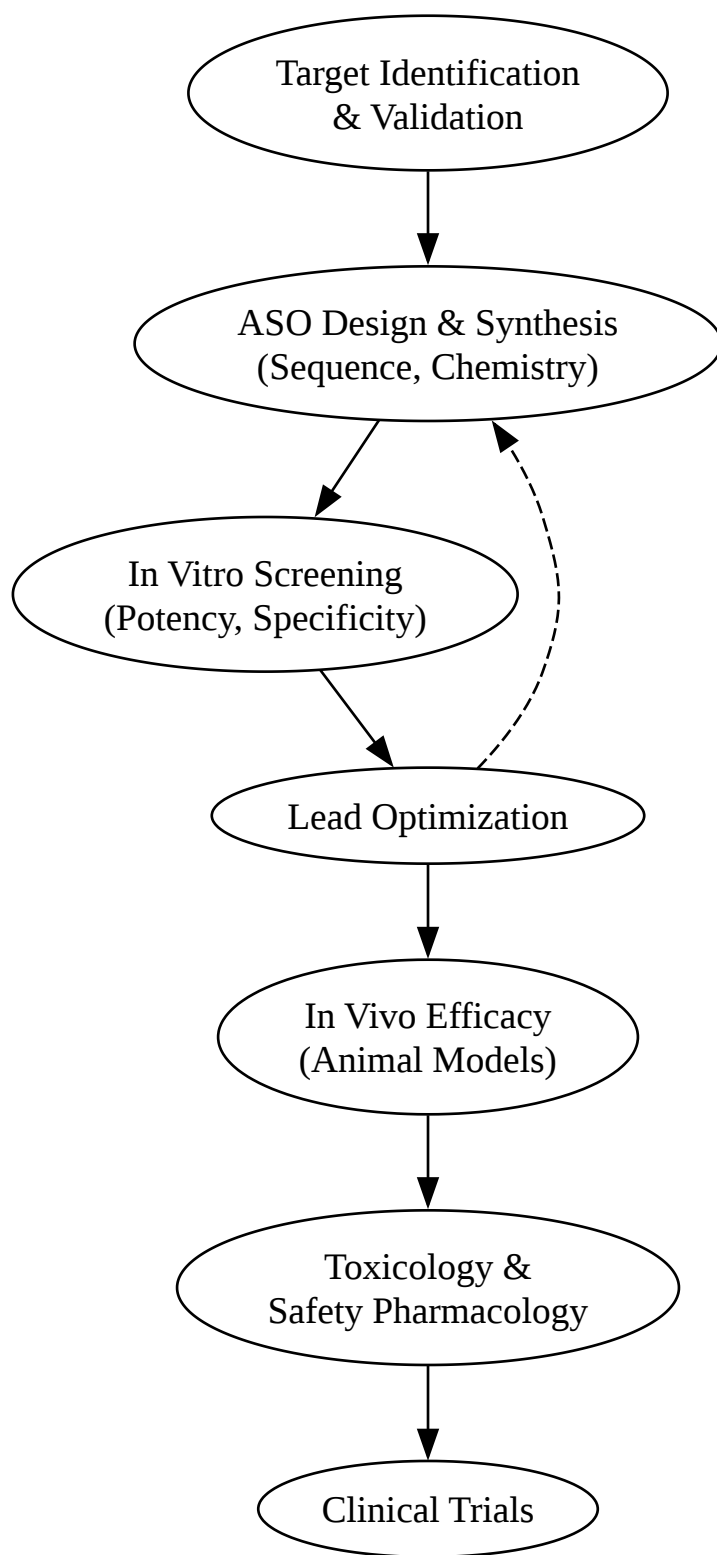 Target Identification
& Validation
ASO Design & Synthesis
(Sequence, Chemistry)
In Vitro Screening
(Potency, Specificity)
Lead Optimization
In Vivo Efficacy
(Animal Models)
Toxicology &
Safety Pharmacology
Clinical Trials